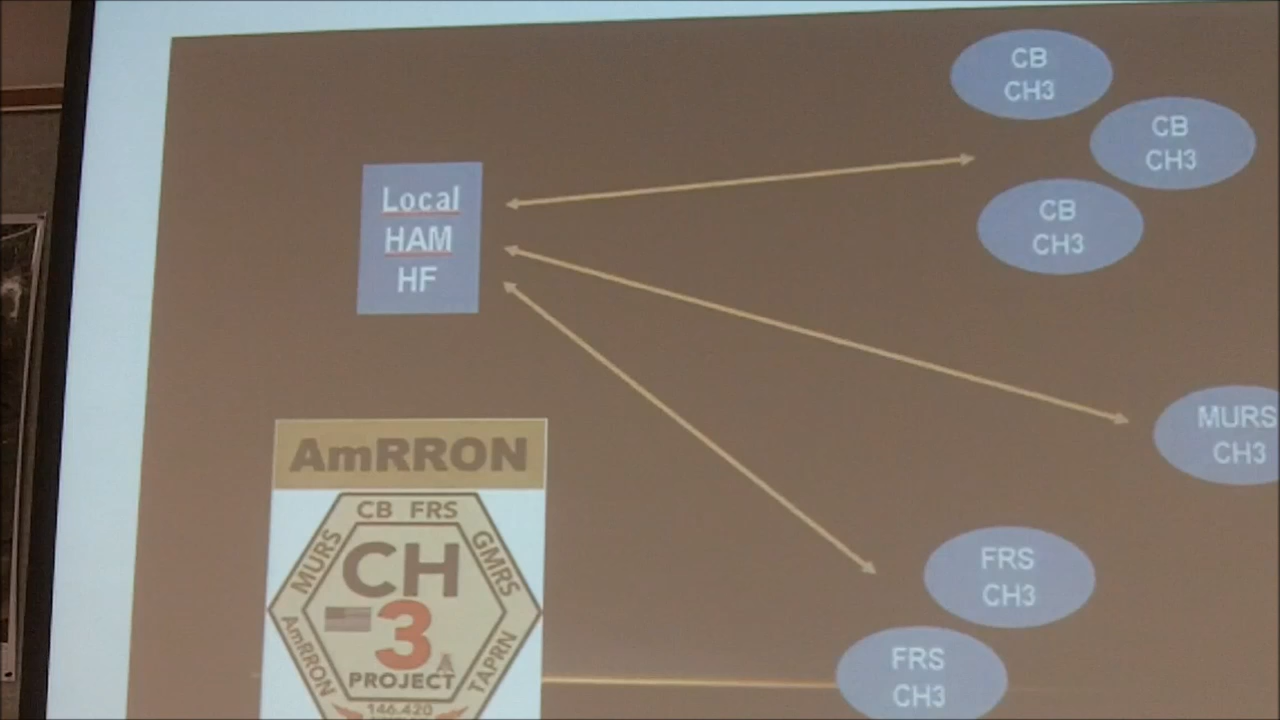 CB
CH3
CB
CH3
CB
CH3
Local
HAM
HF
MURS
CH3
AmRRON
CB FRS
MURS
GMRS
CH
3
PROJECT
AmRRON
TAPRN
146.420
FRS
CH3
FRS
CH3